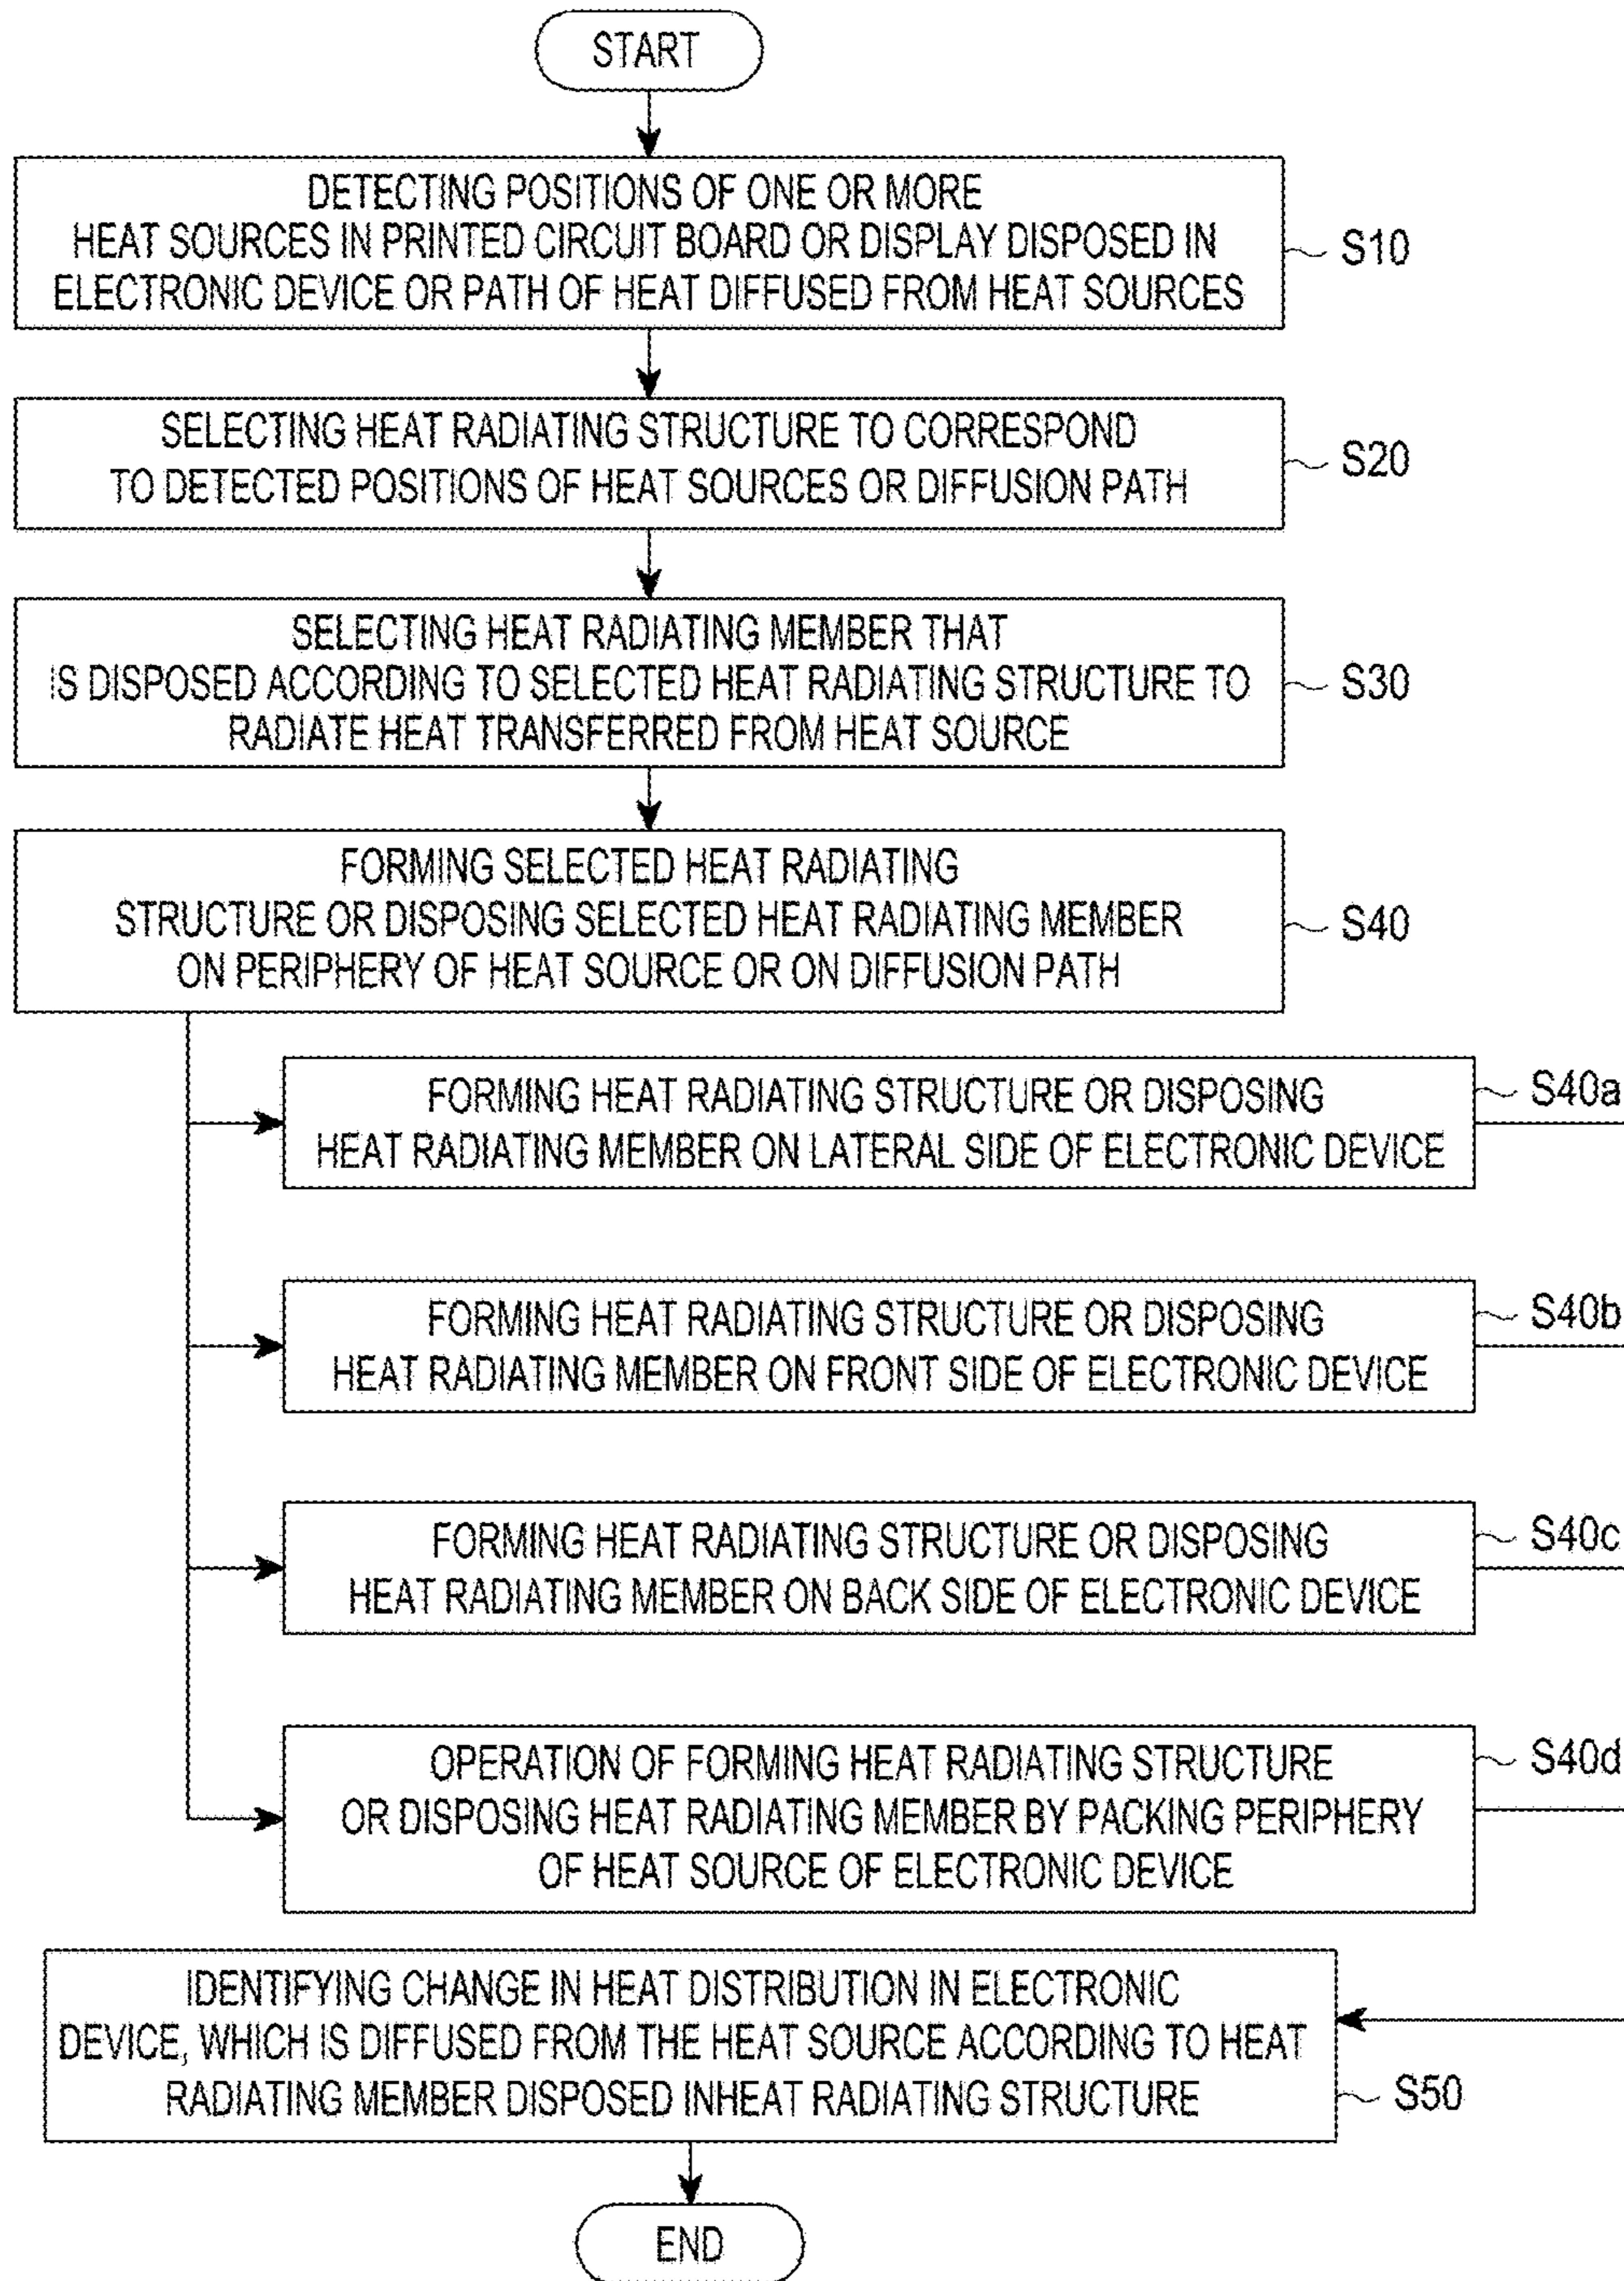 START
DETECTING POSITIONS OF ONE OR MORE
HEAT SOURCES IN PRINTED CIRCUIT BOARD OR DISPLAY DISPOSED IN
ELECTRONIC DEVICE OR PATH OF HEAT DIFFUSED FROM HEAT SOURCES
S10
SELECTING HEAT RADIATING STRUCTURE TO CORRESPOND
TO DETECTED POSITIONS OF HEAT SOURCES OR DIFFUSION PATH
S20
SELECTING HEAT RADIATING MEMBER THAT
IS DISPOSED ACCORDING TO SELECTED HEAT RADIATING STRUCTURE TO
RADIATE HEAT TRANSFERRED FROM HEAT SOURCE
S30
FORMING SELECTED HEAT RADIATING
STRUCTURE OR DISPOSING SELECTED HEAT RADIATING MEMBER
ON PERIPHERY OF HEAT SOURCE OR ON DIFFUSION PATH
S40
FORMING HEAT RADIATING STRUCTURE OR DISPOSING
HEAT RADIATING MEMBER ON LATERAL SIDE OF ELECTRONIC DEVICE
S40a
FORMING HEAT RADIATING STRUCTURE OR DISPOSING
HEAT RADIATING MEMBER ON FRONT SIDE OF ELECTRONIC DEVICE
S40b
FORMING HEAT RADIATING STRUCTURE OR DISPOSING
HEAT RADIATING MEMBER ON BACK SIDE OF ELECTRONIC DEVICE
S40c
OPERATION OF FORMING HEAT RADIATING STRUCTURE
OR DISPOSING HEAT RADIATING MEMBER BY PACKING PERIPHERY
OF HEAT SOURCE OF ELECTRONIC DEVICE
S40d
IDENTIFYING CHANGE IN HEAT DISTRIBUTION IN ELECTRONIC
DEVICE, WHICH IS DIFFUSED FROM THE HEAT SOURCE ACCORDING TO HEAT
RADIATING MEMBER DISPOSED INHEAT RADIATING STRUCTURE
S50
END